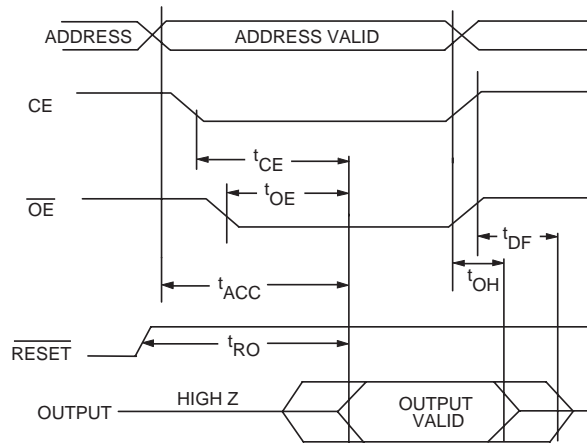 ADDRESS
ADDRESS VALID
CE
tCE
tOE
OE
tDF
tOH
tACC
RESET
tRO
HIGH Z
OUTPUT
OUTPUT
VALID